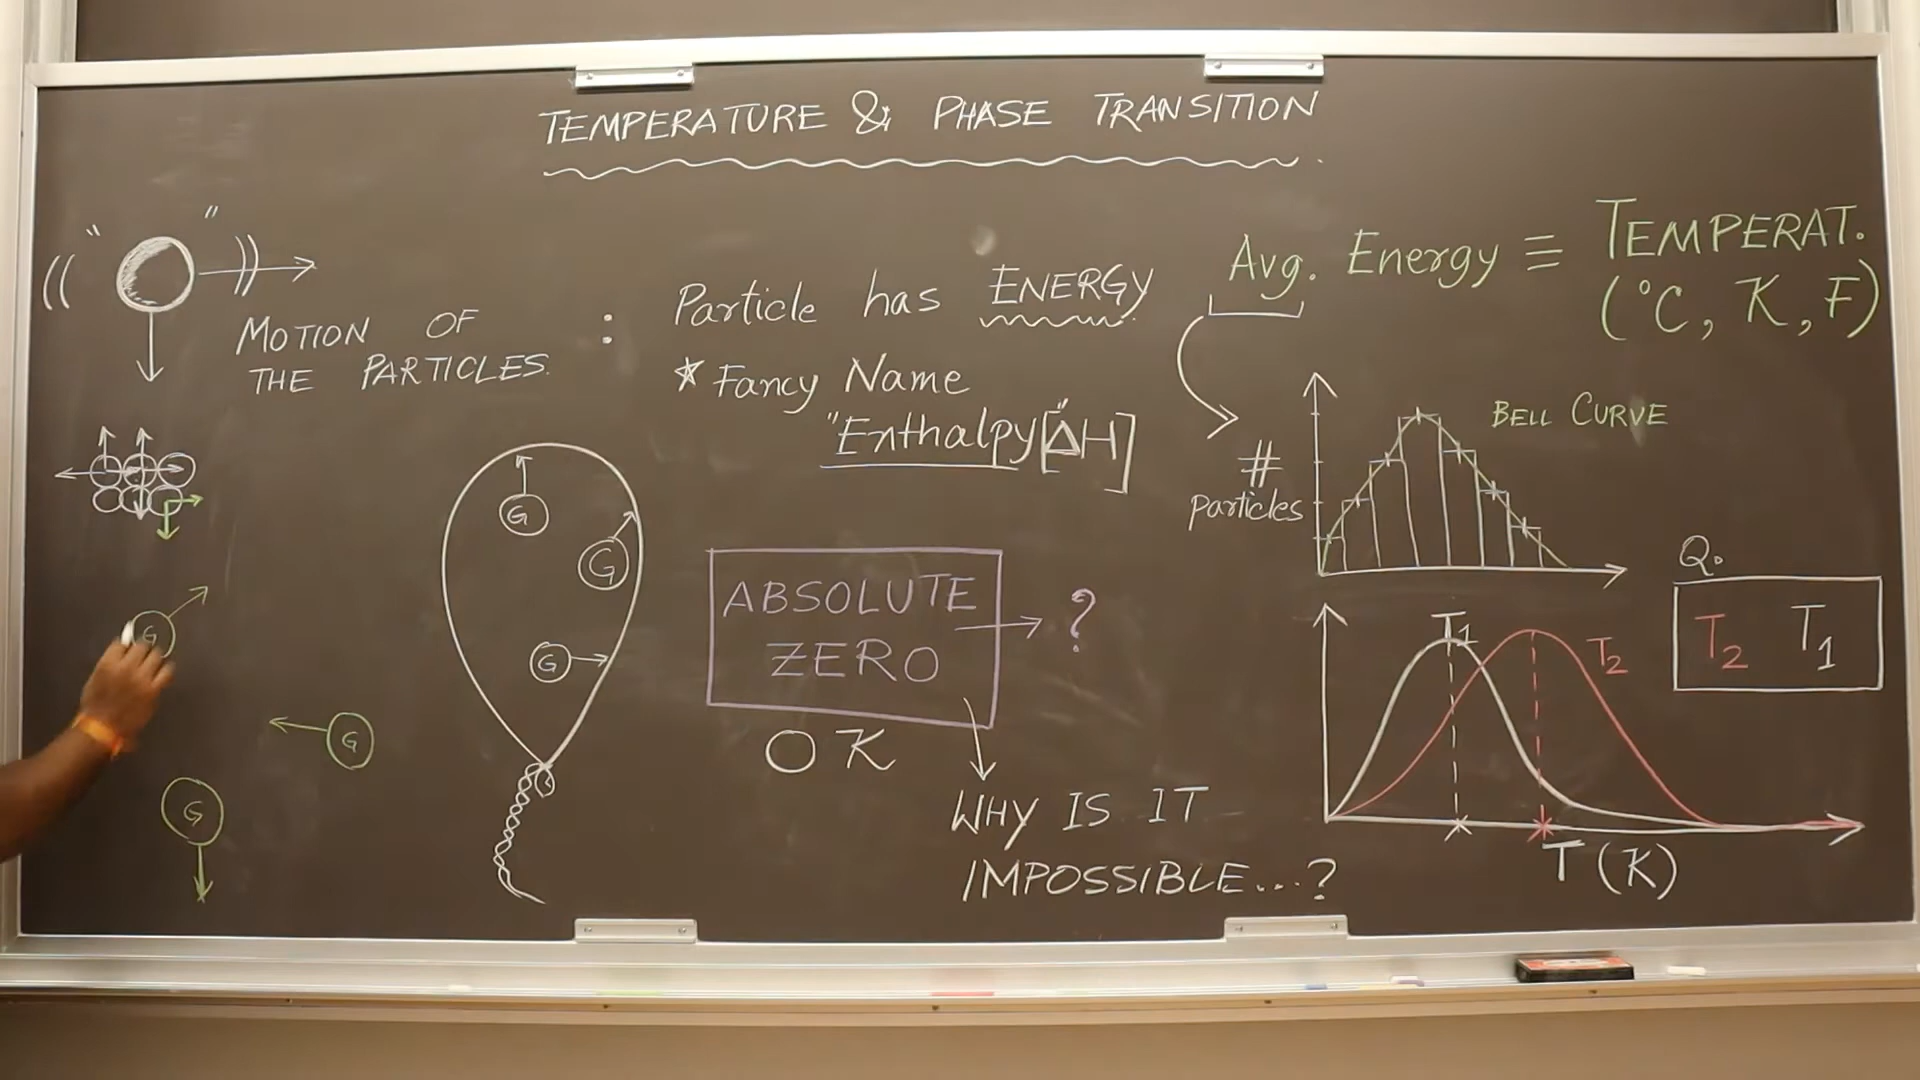 TEMPERATURE & PHASE TRANSITION
" "
MOTION OF
THE PARTICLES.
:
Particle has ENERGY
* Fancy Name
"Enthalpy" [ΔH]
Avg. Energy ≡ TEMPERAT.
(°C, K, F)
BELL CURVE
#
particles
G
G
G
G
G
G
ABSOLUTE
ZERO
?
0 K
WHY IS IT
IMPOSSIBLE...?
T1
T2
T (K)
Q.
T2 T1